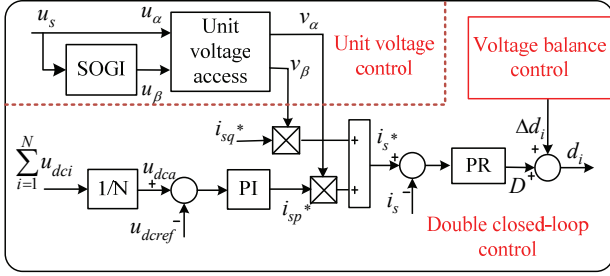 u_s
u_α
SOGI
u_β
Unit
voltage
access
v_α
v_β
Unit voltage
control
Voltage balance
control
Δd_i
i_sq*
N
∑ u_dci
i=1
1/N
u_dca
+
-
u_dcref
PI
i_sp*
+
+
i_s*
+
-
i_s
PR
D
+
+
d_i
Double closed-loop
control